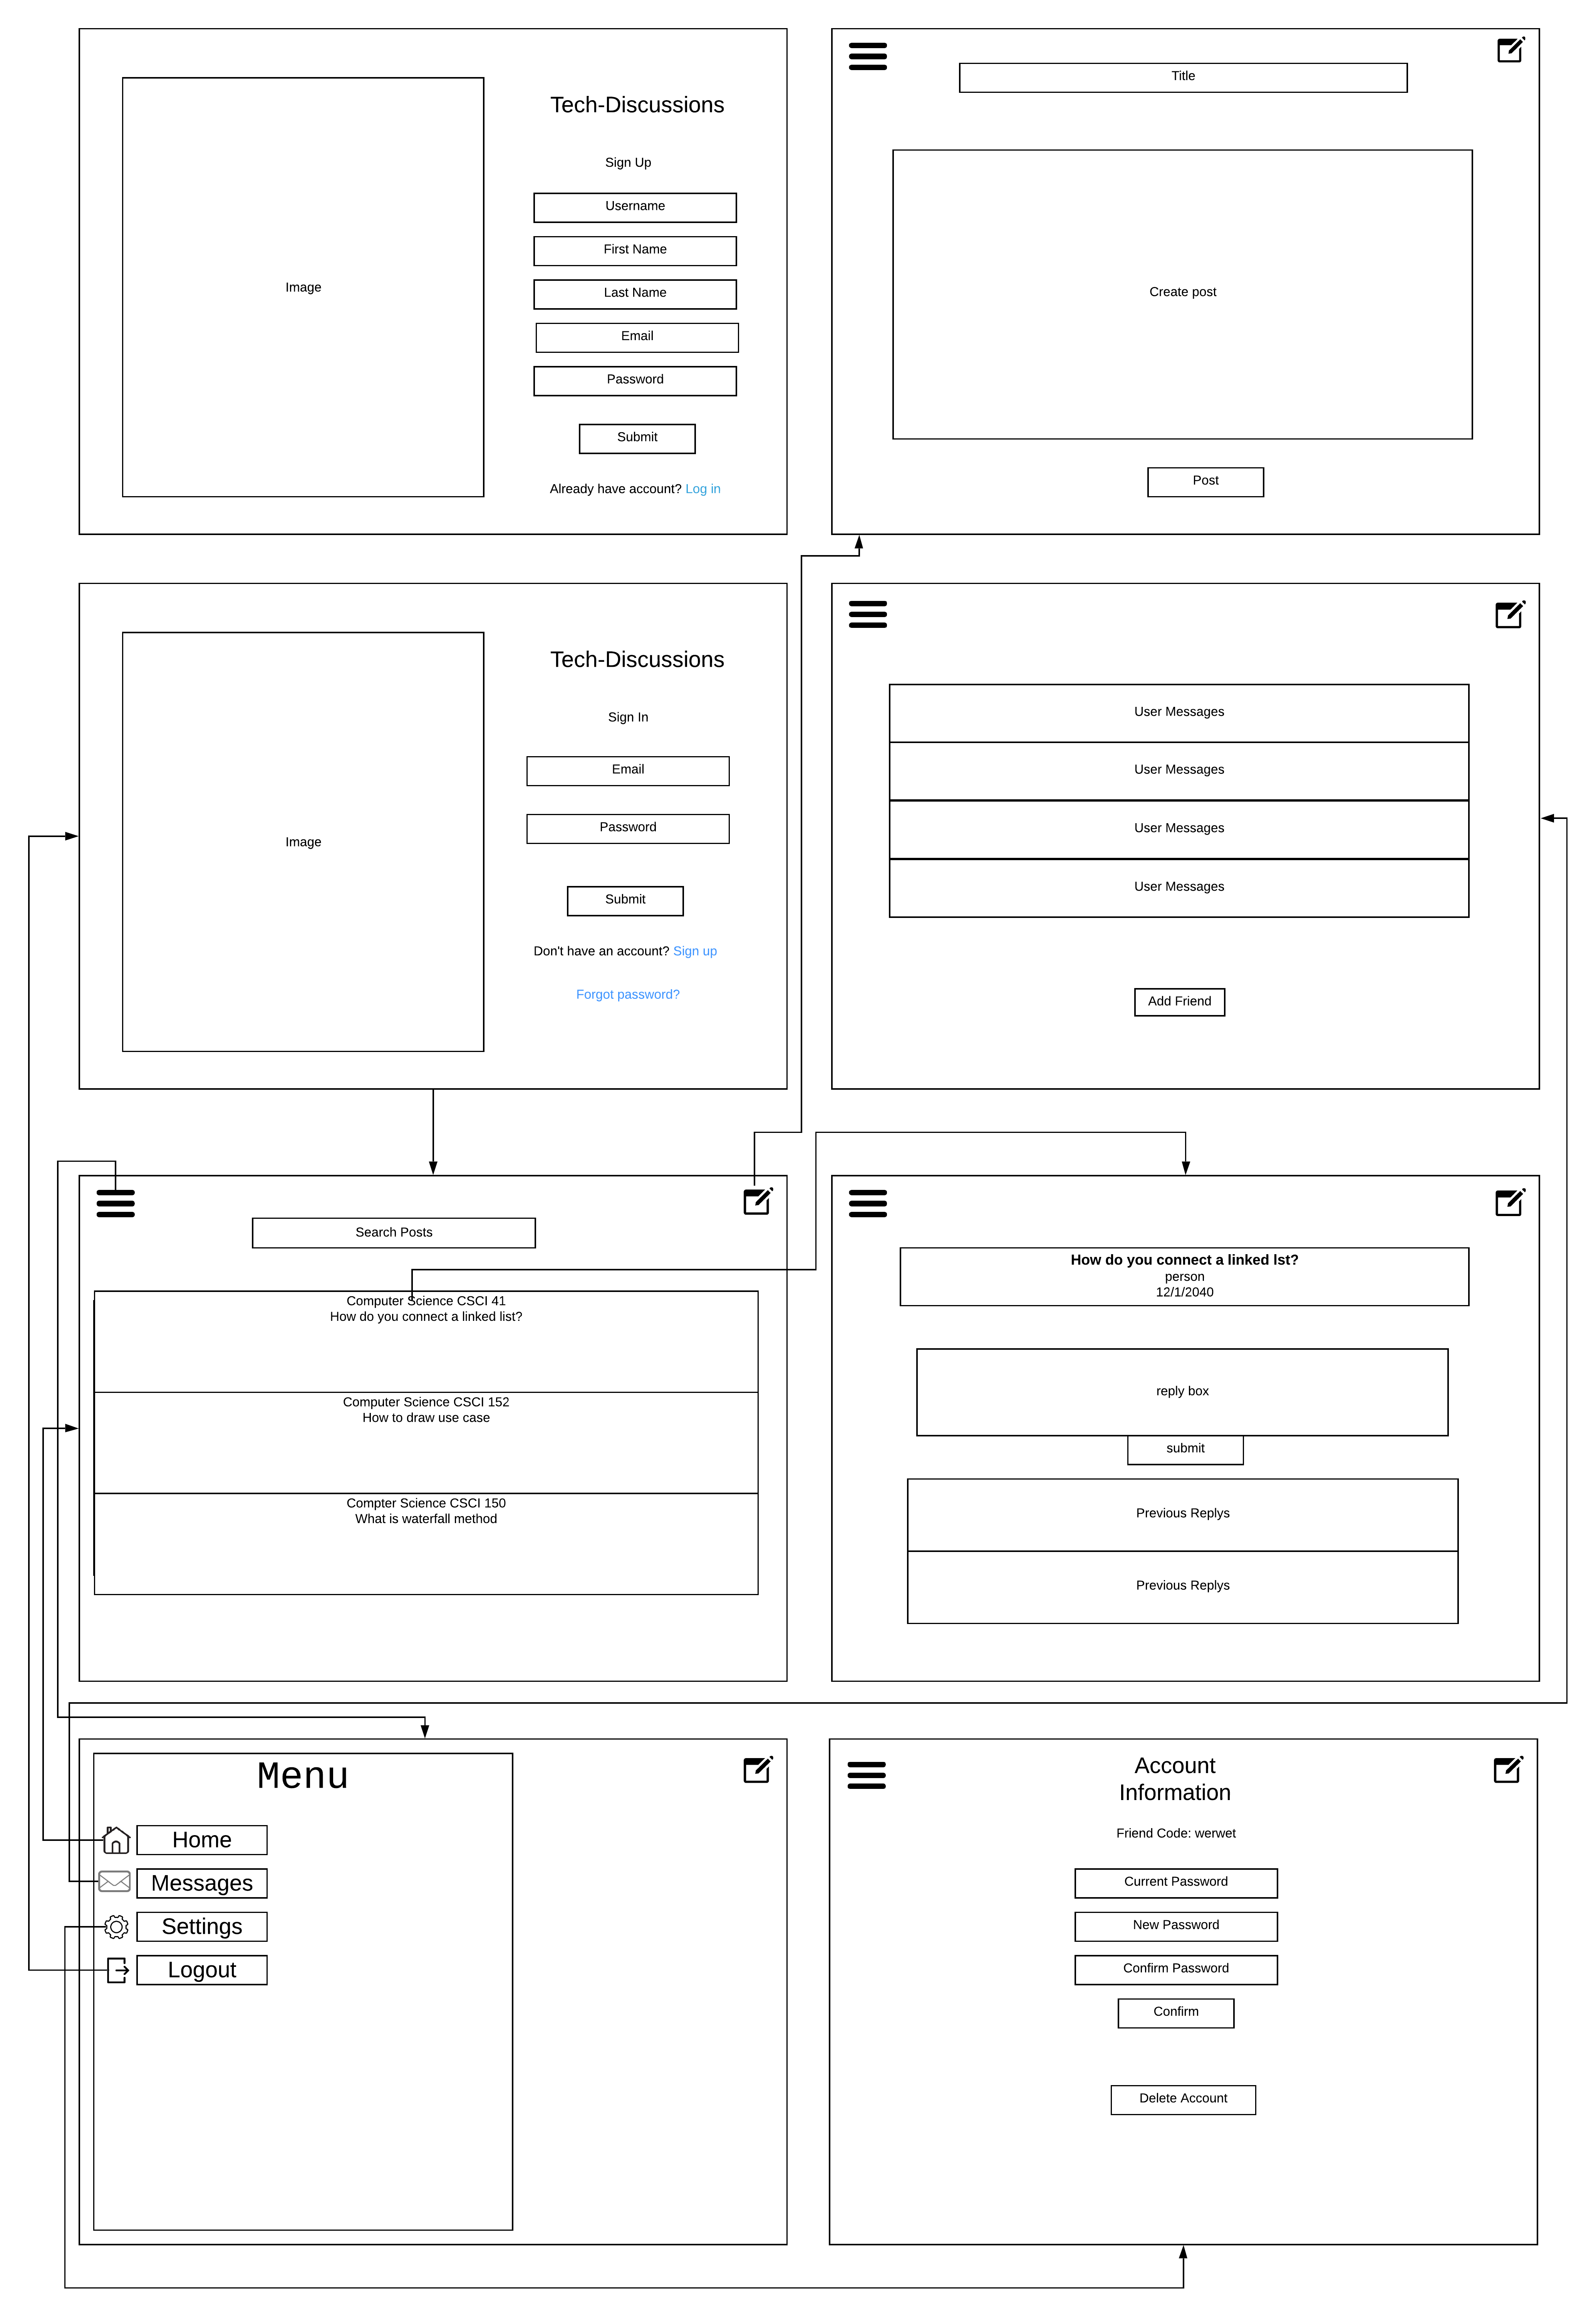 Image
Tech-Discussions
Sign Up
Username
First Name
Last Name
Email
Password
Submit
Already have account? Log in
Title
Create post
Post
Image
Tech-Discussions
Sign In
Email
Password
Submit
Don't have an account? Sign up
Forgot password?
User Messages
User Messages
User Messages
User Messages
Add Friend
Search Posts
Computer Science CSCI 41
How do you connect a linked list?
Computer Science CSCI 152
How to draw use case
Compter Science CSCI 150
What is waterfall method
How do you connect a linked lst?
person
12/1/2040
reply box
submit
Previous Replys
Previous Replys
Menu
Home
Messages
Settings
Logout
Account
Information
Friend Code: werwet
Current Password
New Password
Confirm Password
Confirm
Delete Account